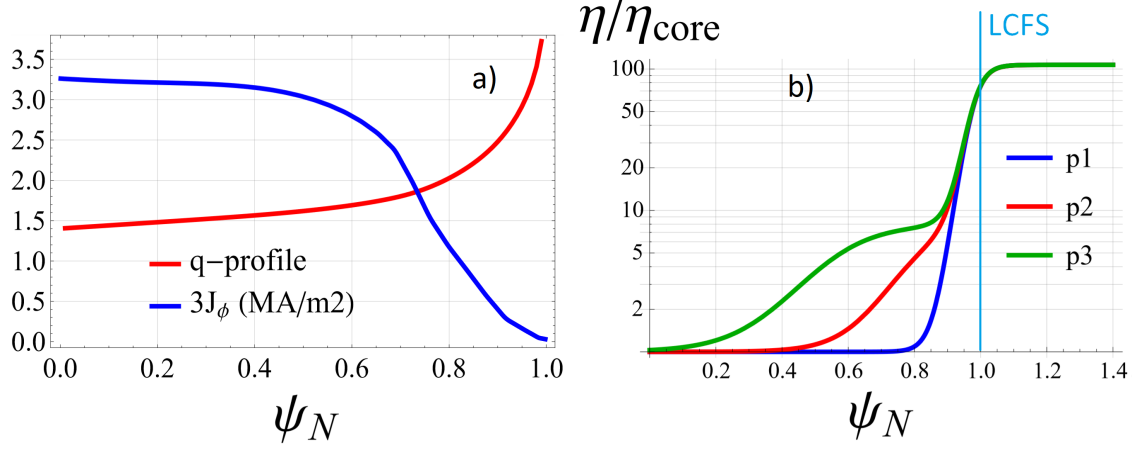 a)
3.5
3.0
2.5
2.0
1.5
1.0
0.5
0.0
q-profile
3J_ϕ (MA/m2)
0.0 0.2 0.4 0.6 0.8 1.0
ψ_N
η/η_core
LCFS
b)
100
50
20
10
5
2
p1
p2
p3
0.2 0.4 0.6 0.8 1.0 1.2 1.4
ψ_N